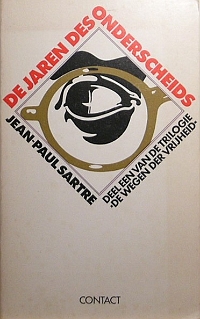 DE JAREN DES ONDERSCHEIDS
JEAN-PAUL SARTRE
DEEL EEN VAN DE TRILOGIE
·DE WEGEN DER VRIJHEID·
CONTACT